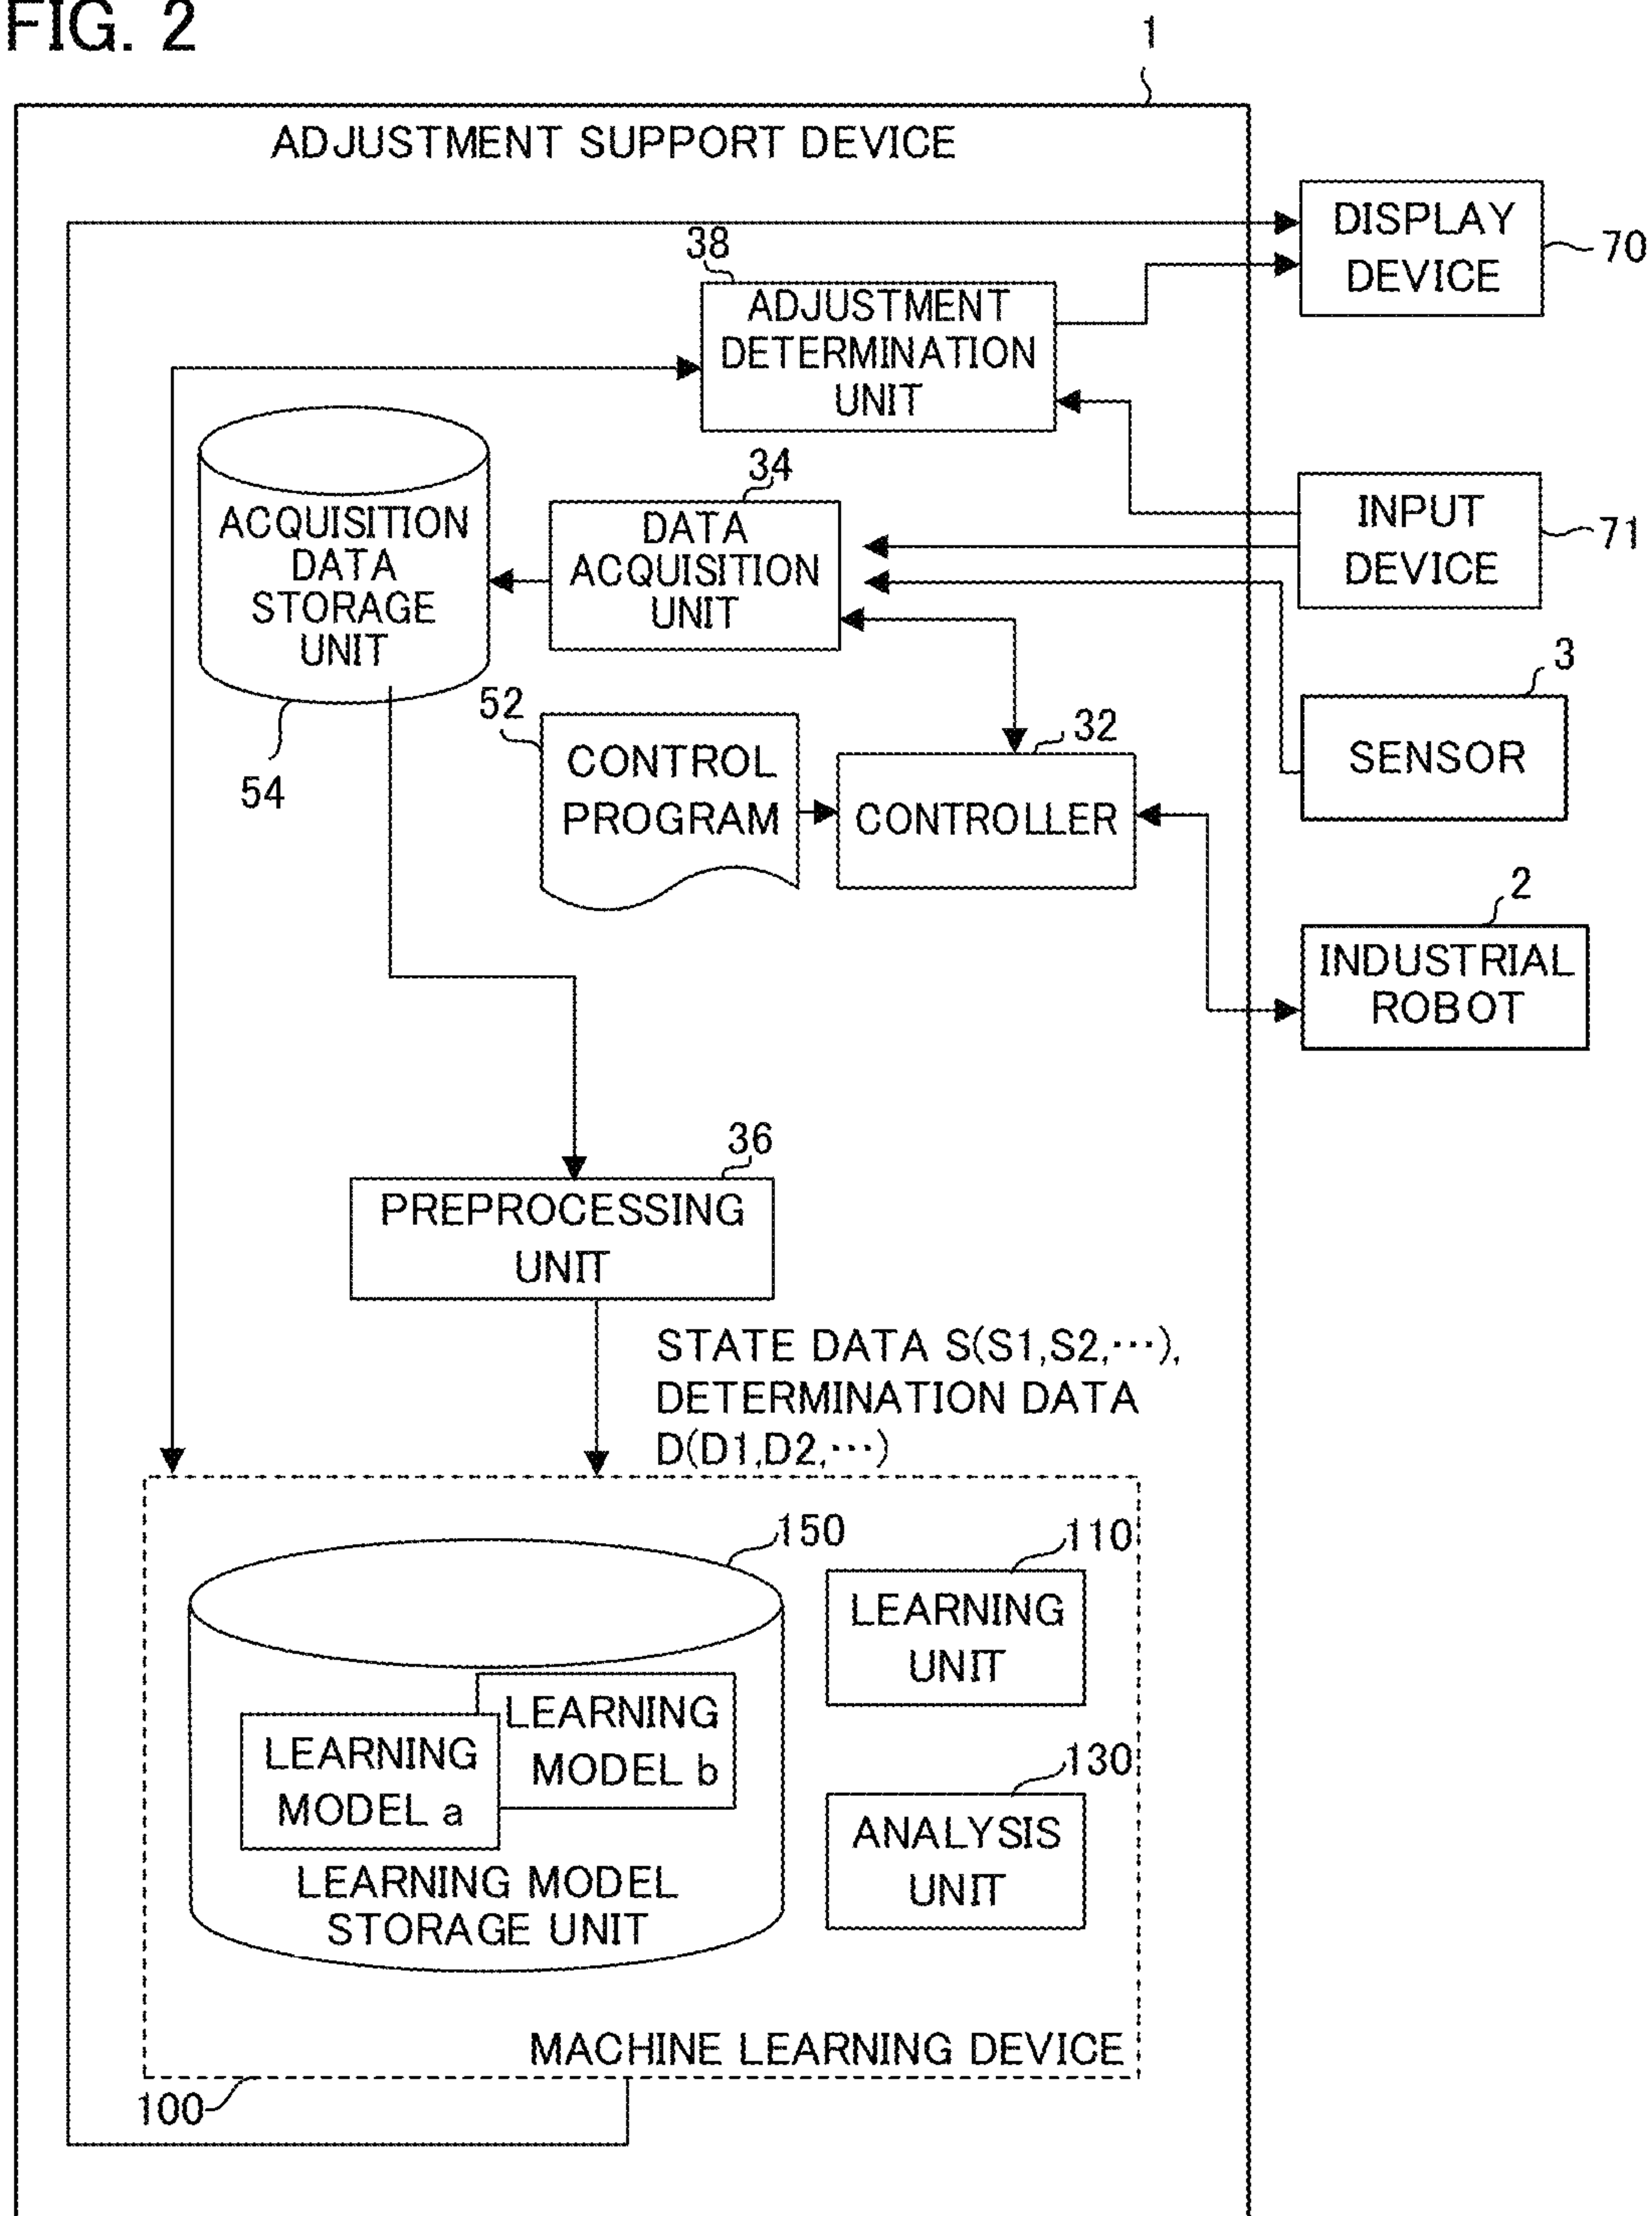 FIG. 2
1
ADJUSTMENT SUPPORT DEVICE
DISPLAY
DEVICE
70
38
ADJUSTMENT
DETERMINATION
UNIT
34
DATA
ACQUISITION
UNIT
ACQUISITION
DATA
STORAGE
UNIT
54
INPUT
DEVICE
71
3
SENSOR
52
CONTROL
PROGRAM
32
CONTROLLER
2
INDUSTRIAL
ROBOT
36
PREPROCESSING
UNIT
STATE DATA S(S1,S2,···),
DETERMINATION DATA
D(D1,D2,···)
150
110
LEARNING
UNIT
LEARNING
MODEL b
LEARNING
MODEL a
130
ANALYSIS
UNIT
LEARNING MODEL
STORAGE UNIT
MACHINE LEARNING DEVICE
100